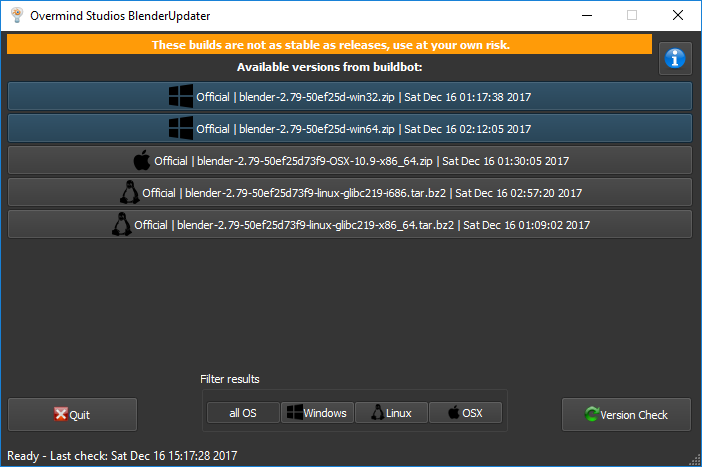 Overmind Studios BlenderUpdater
These builds are not as stable as releases, use at your own risk.
Available versions from buildbot:
Official | blender-2.79-50ef25d-win32.zip | Sat Dec 16 01:17:38 2017
Official | blender-2.79-50ef25d-win64.zip | Sat Dec 16 02:12:05 2017
Official | blender-2.79-50ef25d73f9-OSX-10.9-x86_64.zip | Sat Dec 16 01:30:05 2017
Official | blender-2.79-50ef25d73f9-linux-glibc219-i686.tar.bz2 | Sat Dec 16 02:57:20 2017
Official | blender-2.79-50ef25d73f9-linux-glibc219-x86_64.tar.bz2 | Sat Dec 16 01:09:02 2017
Filter results
Quit
all OS
Windows
Linux
OSX
Version Check
Ready - Last check: Sat Dec 16 15:17:28 2017